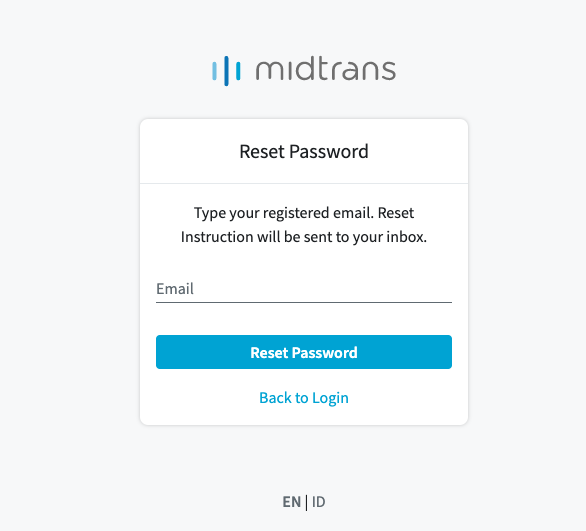 midtrans
Reset Password
Type your registered email. Reset
Instruction will be sent to your inbox.
Email
Reset Password
Back to Login
EN | ID